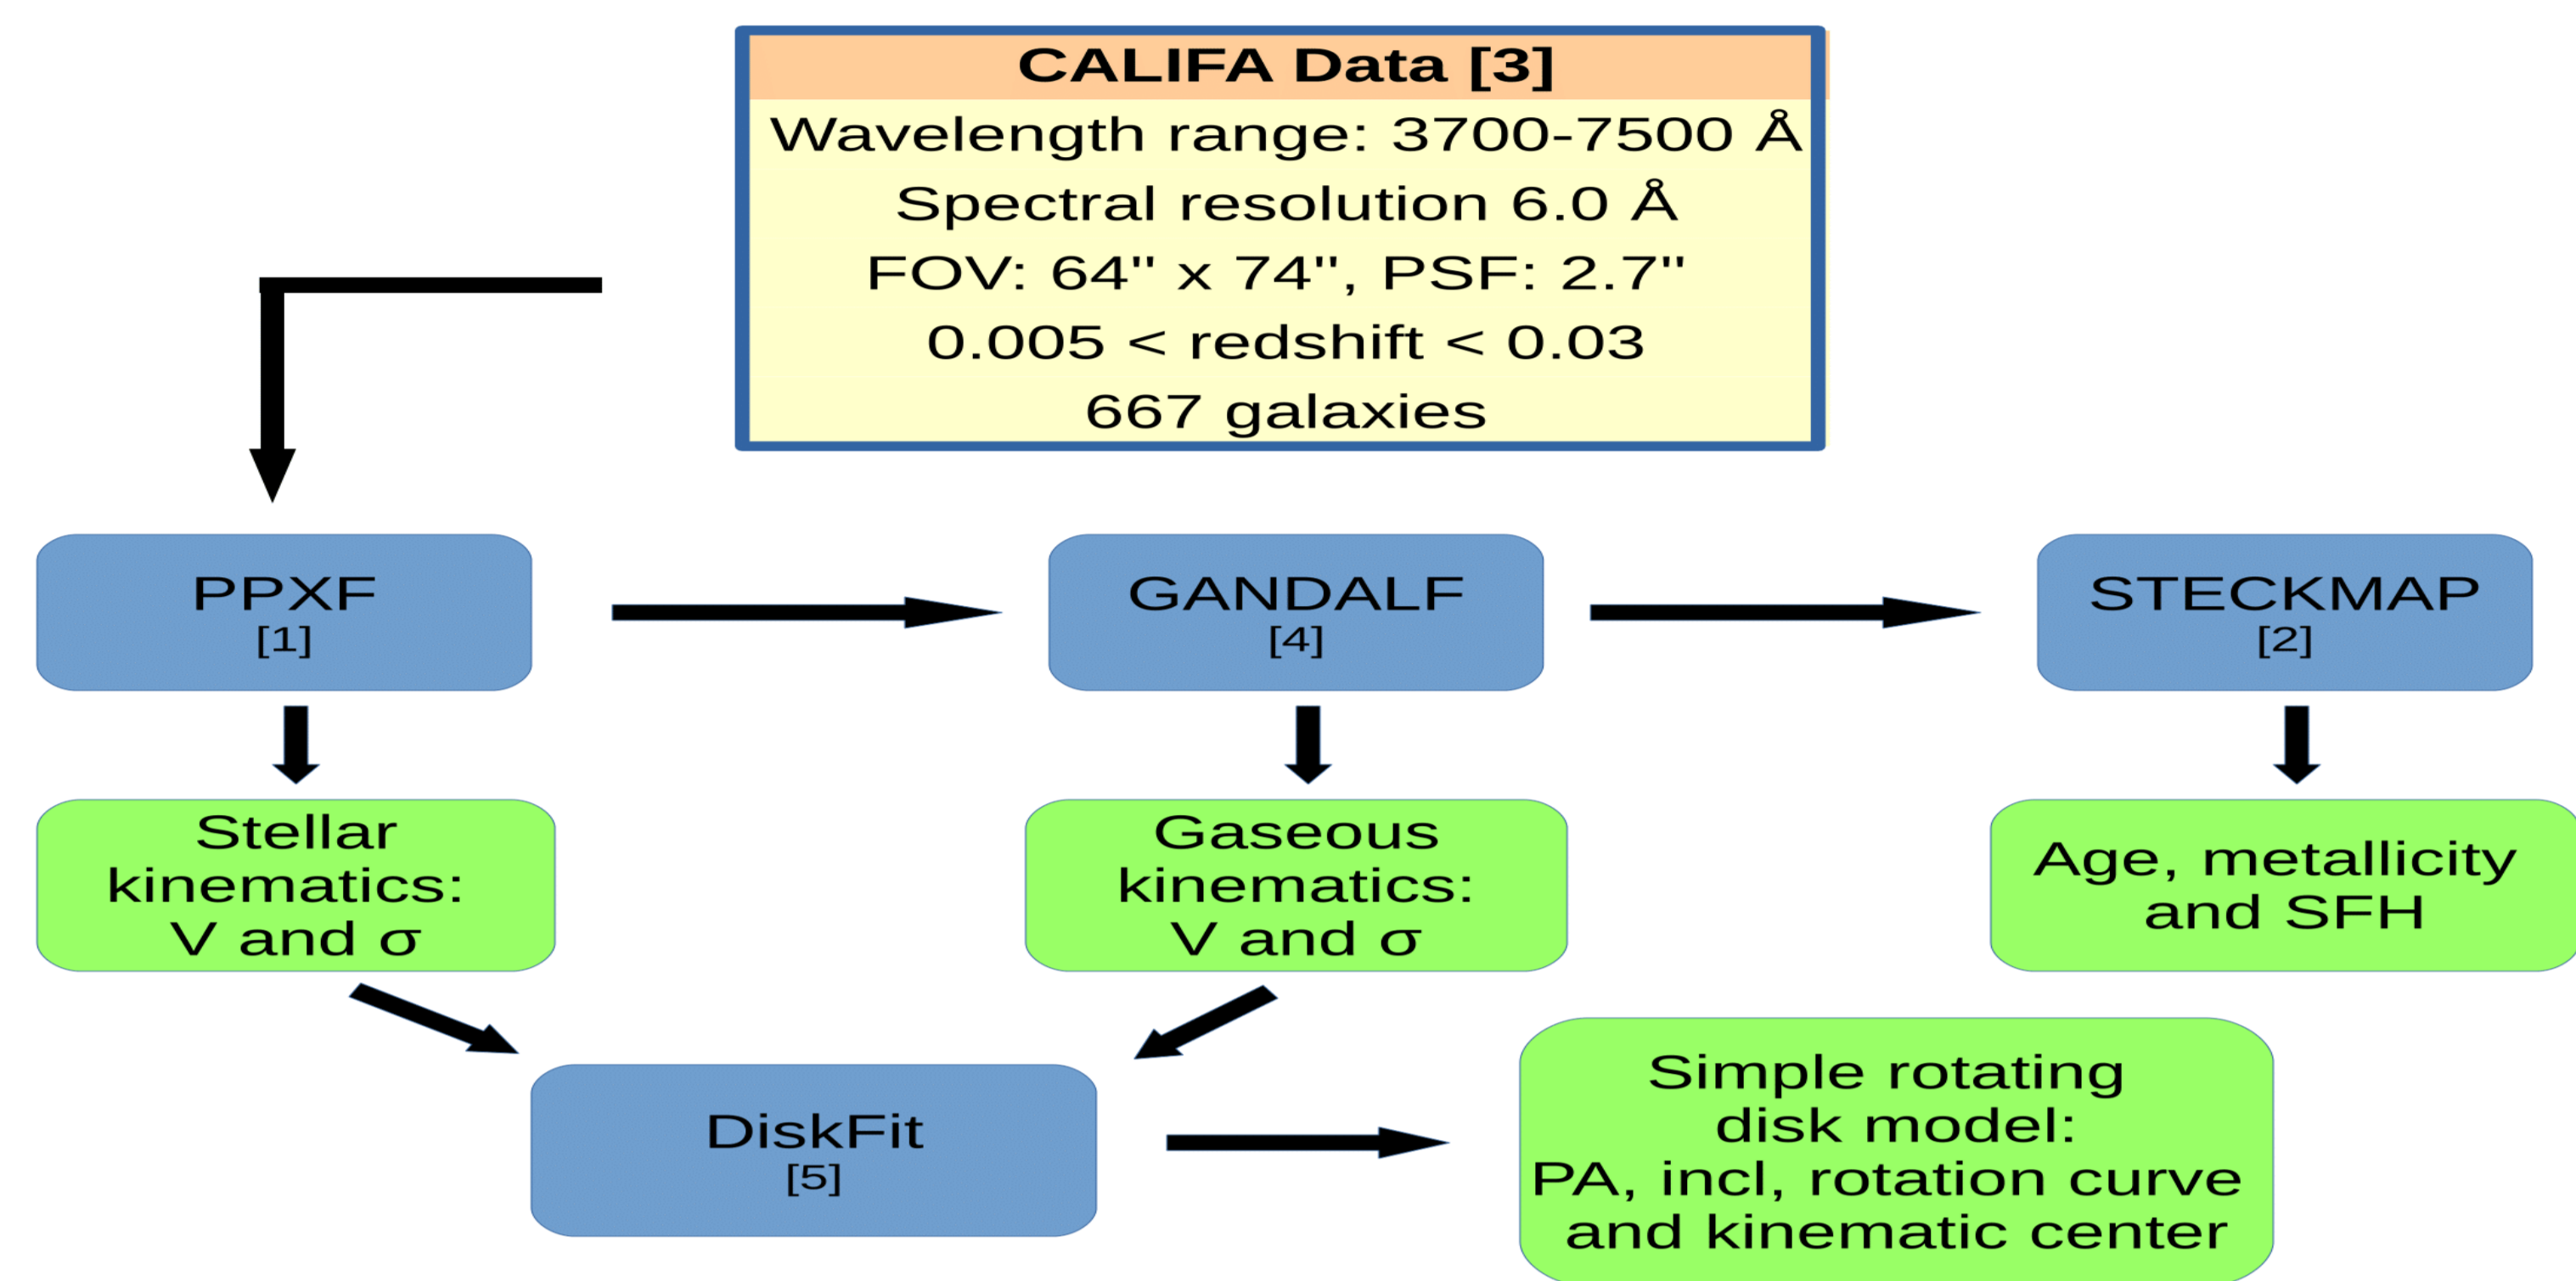 CALIFA Data [3]
Wavelength range: 3700-7500 Å
Spectral resolution 6.0 Å
FOV: 64" x 74", PSF: 2.7"
0.005 < redshift < 0.03
667 galaxies
PPXF
[1]
GANDALF
[4]
STECKMAP
[2]
Stellar
kinematics:
V and σ
Gaseous
kinematics:
V and σ
Age, metallicity
and SFH
DiskFit
[5]
Simple rotating
disk model:
PA, incl, rotation curve
and kinematic center